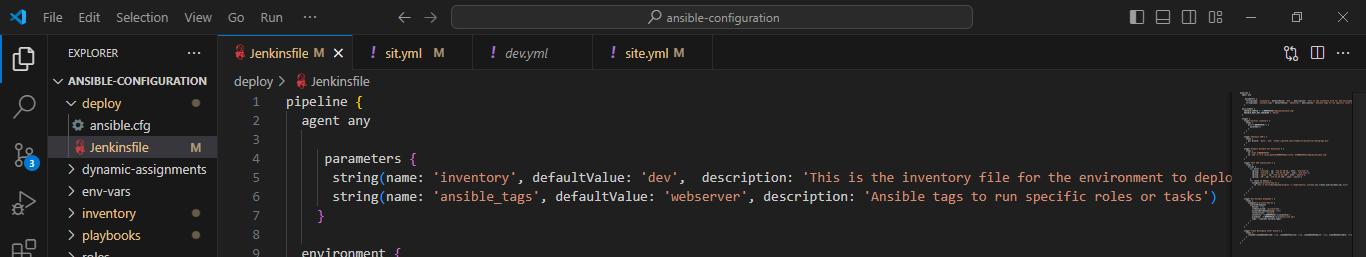 File Edit Selection View Go Run ··· ansible-configuration
EXPLORER ···
Jenkinsfile M sit.yml M dev.yml site.yml M
ANSIBLE-CONFIGURATION
deploy
ansible.cfg
Jenkinsfile M
dynamic-assignments
env-vars
inventory
playbooks
roles
3
deploy > Jenkinsfile
1 pipeline {
2 agent any
3
4 parameters {
5 string(name: 'inventory', defaultValue: 'dev', description: 'This is the inventory file for the environment to deplo
6 string(name: 'ansible_tags', defaultValue: 'webserver', description: 'Ansible tags to run specific roles or tasks')
7 }
8
9 environment {